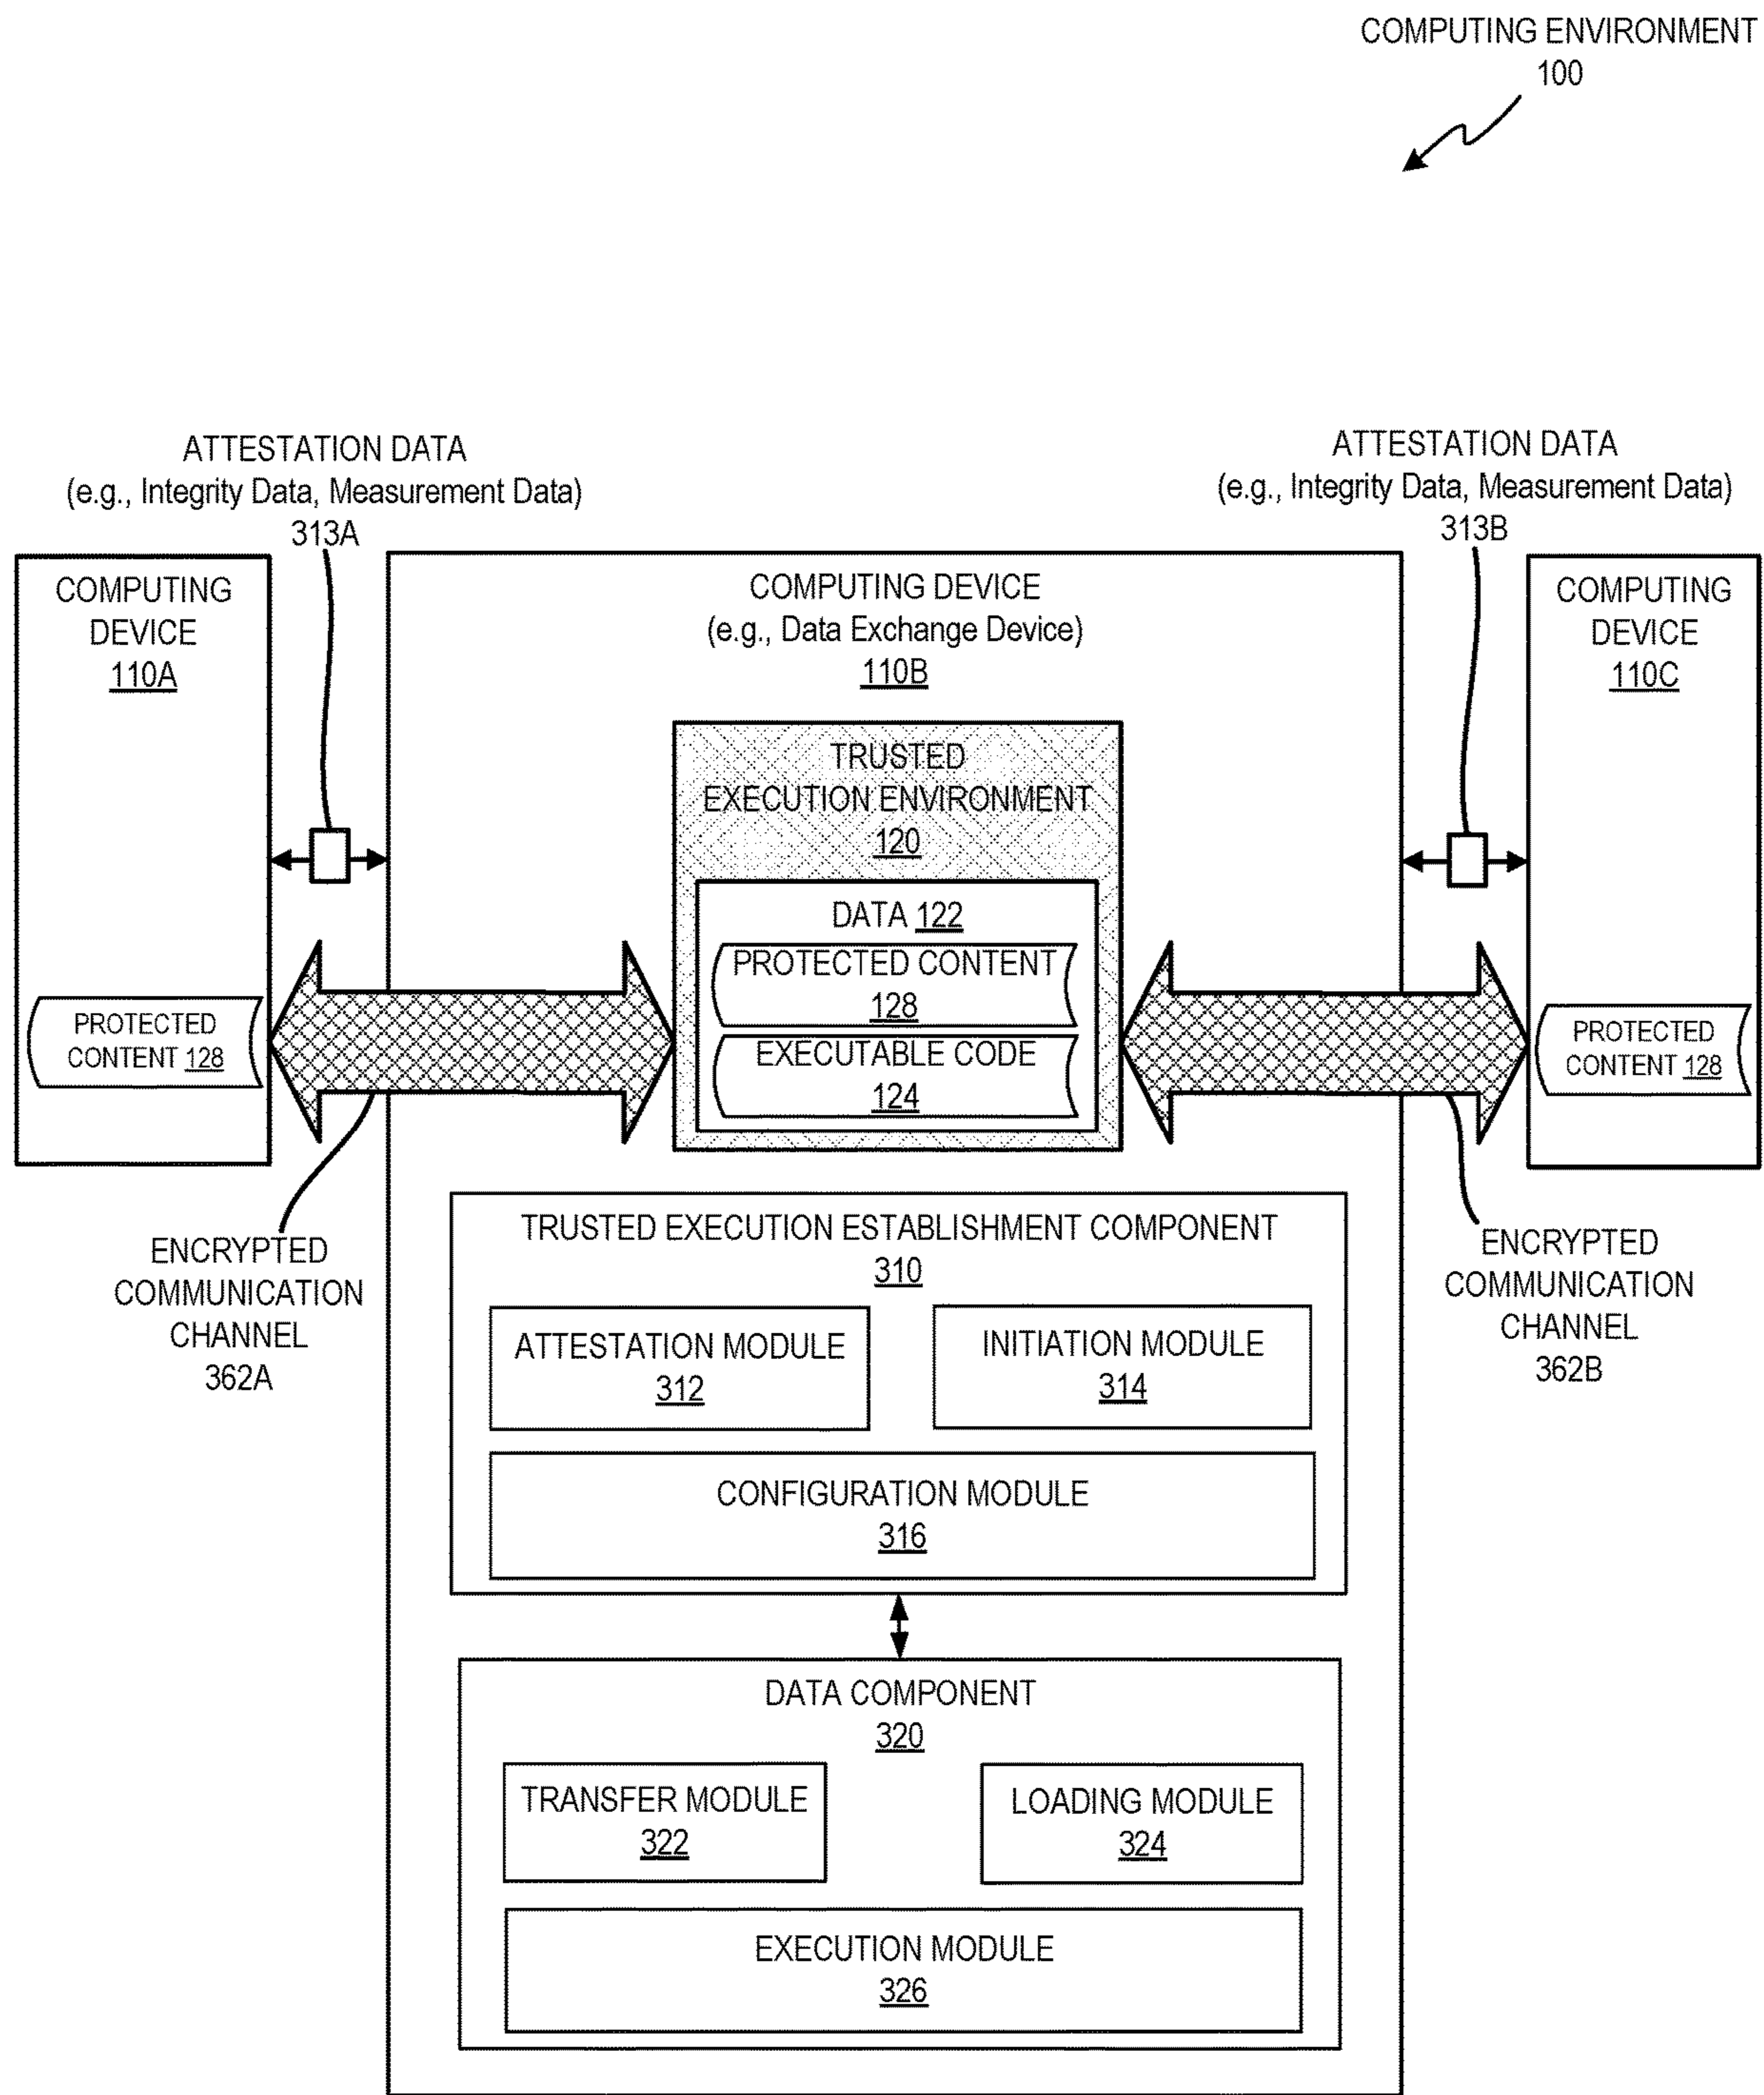 COMPUTING ENVIRONMENT
100
ATTESTATION DATA
(e.g., Integrity Data, Measurement Data)
313A
ATTESTATION DATA
(e.g., Integrity Data, Measurement Data)
313B
COMPUTING
DEVICE
110A
COMPUTING DEVICE
(e.g., Data Exchange Device)
110B
COMPUTING
DEVICE
110C
TRUSTED
EXECUTION ENVIRONMENT
120
DATA 122
PROTECTED CONTENT
128
EXECUTABLE CODE
124
PROTECTED
CONTENT 128
PROTECTED
CONTENT 128
ENCRYPTED
COMMUNICATION
CHANNEL
362A
ENCRYPTED
COMMUNICATION
CHANNEL
362B
TRUSTED EXECUTION ESTABLISHMENT COMPONENT
310
ATTESTATION MODULE
312
INITIATION MODULE
314
CONFIGURATION MODULE
316
DATA COMPONENT
320
TRANSFER MODULE
322
LOADING MODULE
324
EXECUTION MODULE
326